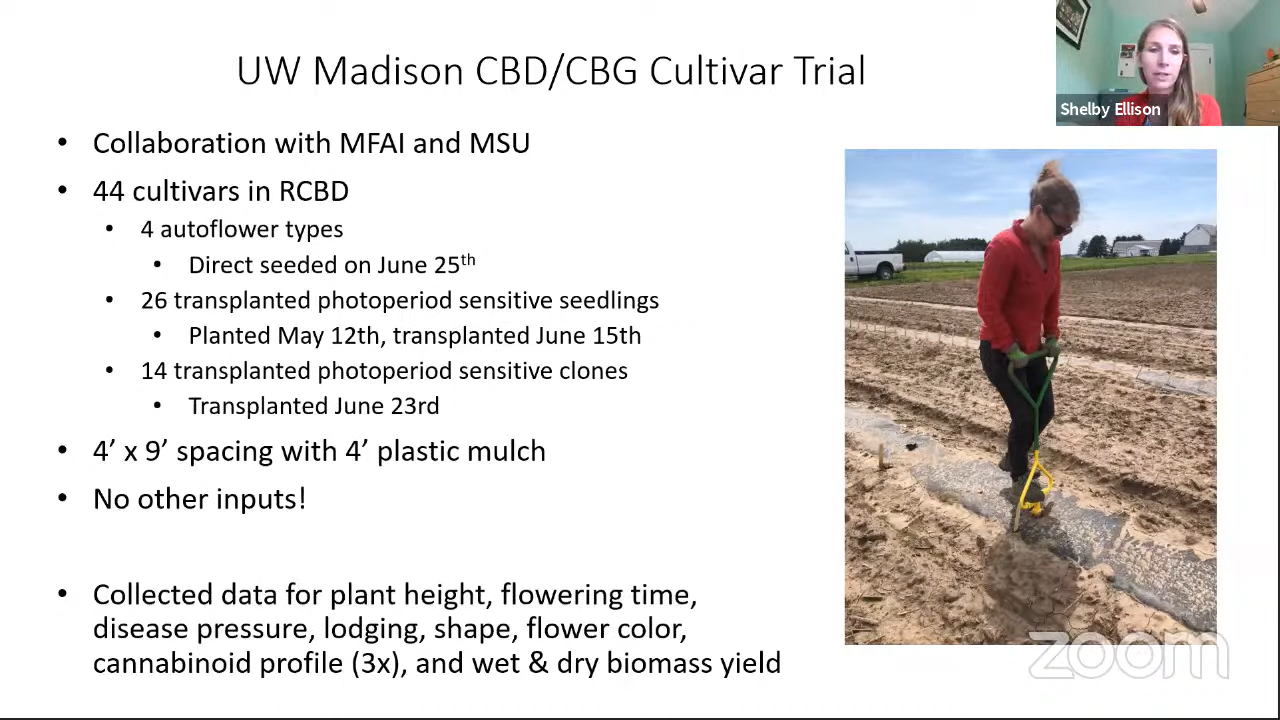 UW Madison CBD/CBG Cultivar Trial
Shelby Ellison
• Collaboration with MFAI and MSU
• 44 cultivars in RCBD
• 4 autoflower types
• Direct seeded on June 25th
• 26 transplanted photoperiod sensitive seedlings
• Planted May 12th, transplanted June 15th
• 14 transplanted photoperiod sensitive clones
• Transplanted June 23rd
• 4’ x 9’ spacing with 4’ plastic mulch
• No other inputs!
• Collected data for plant height, flowering time,
disease pressure, lodging, shape, flower color,
cannabinoid profile (3x), and wet & dry biomass yield
zoom